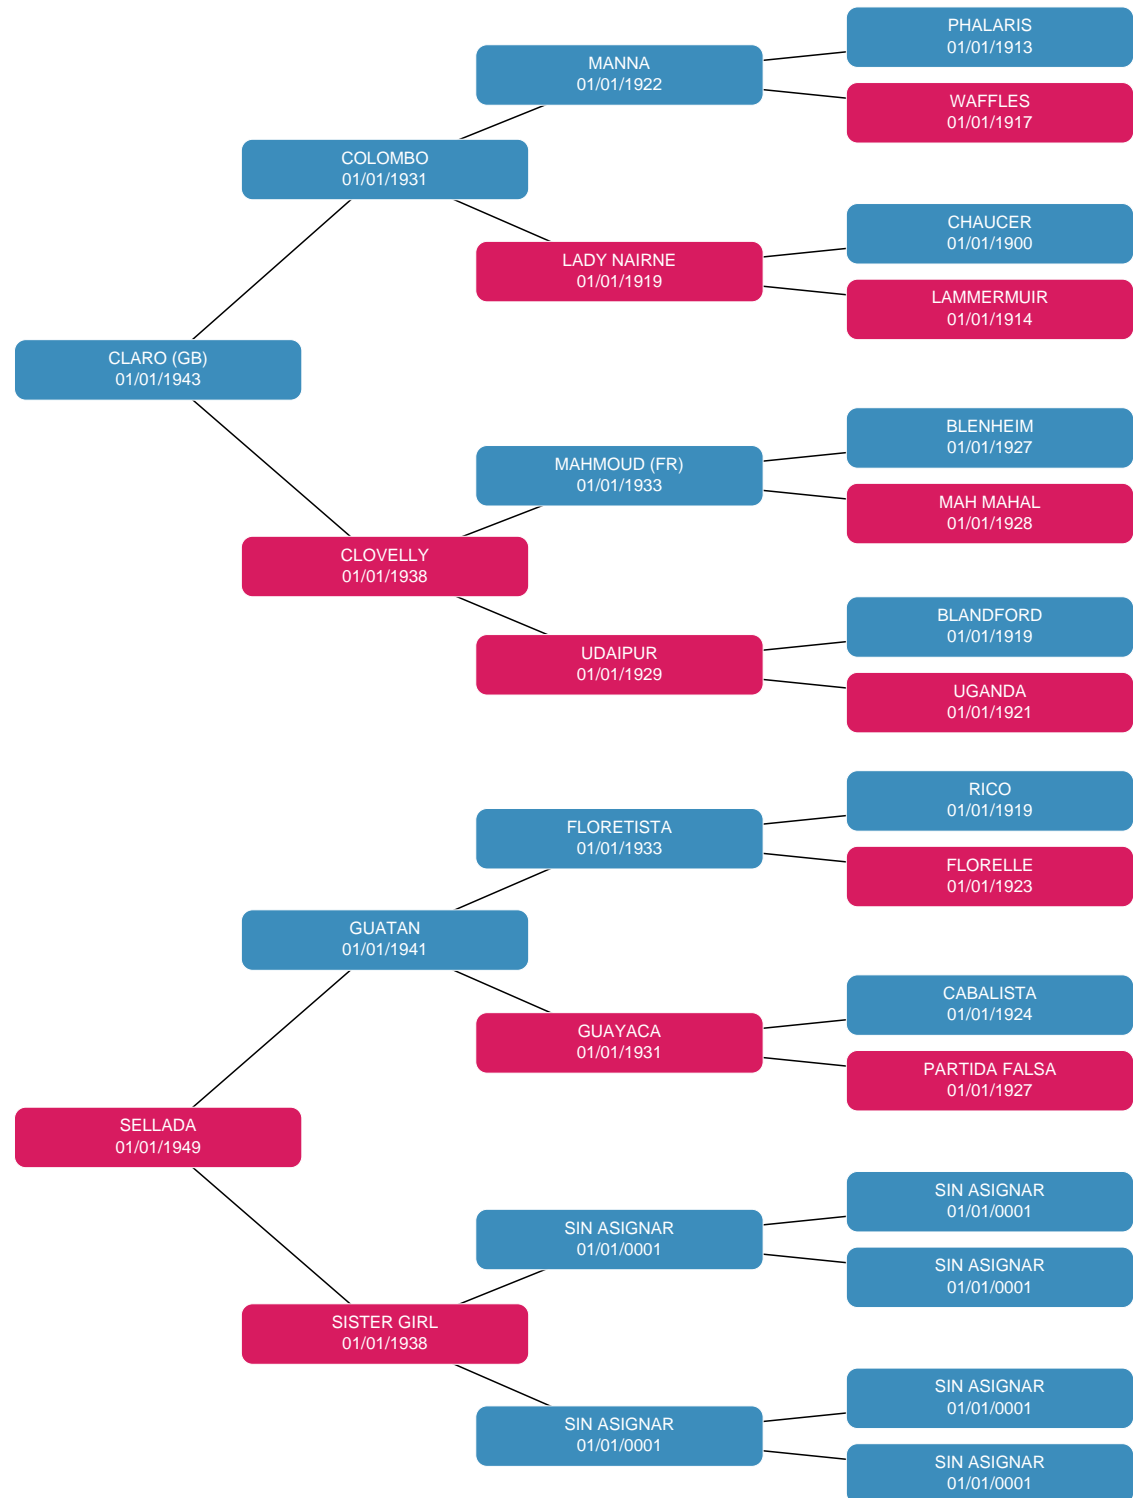 PHALARIS
01/01/1913
MANNA
01/01/1922
WAFFLES
01/01/1917
COLOMBO
01/01/1931
CHAUCER
01/01/1900
LADY NAIRNE
01/01/1919
LAMMERMUIR
01/01/1914
CLARO (GB)
01/01/1943
BLENHEIM
01/01/1927
MAHMOUD (FR)
01/01/1933
MAH MAHAL
01/01/1928
CLOVELLY
01/01/1938
BLANDFORD
01/01/1919
UDAIPUR
01/01/1929
UGANDA
01/01/1921
RICO
01/01/1919
FLORETISTA
01/01/1933
FLORELLE
01/01/1923
GUATAN
01/01/1941
CABALISTA
01/01/1924
GUAYACA
01/01/1931
PARTIDA FALSA
01/01/1927
SELLADA
01/01/1949
SIN ASIGNAR
01/01/0001
SIN ASIGNAR
01/01/0001
SIN ASIGNAR
01/01/0001
SISTER GIRL
01/01/1938
SIN ASIGNAR
01/01/0001
SIN ASIGNAR
01/01/0001
SIN ASIGNAR
01/01/0001